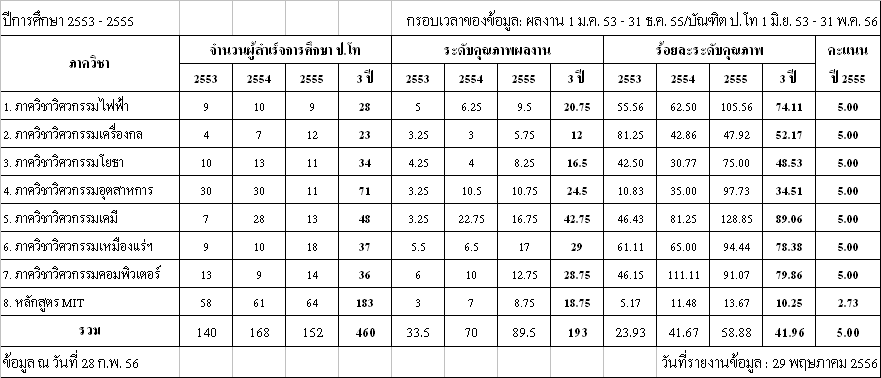 ปีการศึกษา 2553 - 2555 กรอบเวลาของข้อมูล: ผลงาน 1 ม.ค. 53 - 31 ธ.ค. 55/บัณฑิต ป.โท 1 มิ.ย. 53 - 31 พ.ค. 56
ภาควิชา จำนวนผู้สำเร็จการศึกษา ป.โท ระดับคุณภาพผลงาน ร้อยละระดับคุณภาพ คะแนน
2553 2554 2555 3 ปี 2553 2554 2555 3 ปี 2553 2554 2555 3 ปี ปี 2555
1. ภาควิชาวิศวกรรมไฟฟ้า 9 10 9 28 5 6.25 9.5 20.75 55.56 62.50 105.56 74.11 5.00
2. ภาควิชาวิศวกรรมเครื่องกล 4 7 12 23 3.25 3 5.75 12 81.25 42.86 47.92 52.17 5.00
3. ภาควิชาวิศวกรรมโยธา 10 13 11 34 4.25 4 8.25 16.5 42.50 30.77 75.00 48.53 5.00
4. ภาควิชาวิศวกรรมอุตสาหการ 30 30 11 71 3.25 10.5 10.75 24.5 10.83 35.00 97.73 34.51 5.00
5. ภาควิชาวิศวกรรมเคมี 7 28 13 48 3.25 22.75 16.75 42.75 46.43 81.25 128.85 89.06 5.00
6. ภาควิชาวิศวกรรมเหมืองแร่ฯ 9 10 18 37 5.5 6.5 17 29 61.11 65.00 94.44 78.38 5.00
7. ภาควิชาวิศวกรรมคอมพิวเตอร์ 13 9 14 36 6 10 12.75 28.75 46.15 111.11 91.07 79.86 5.00
8. หลักสูตร MIT 58 61 64 183 3 7 8.75 18.75 5.17 11.48 13.67 10.25 2.73
รวม 140 168 152 460 33.5 70 89.5 193 23.93 41.67 58.88 41.96 5.00
ข้อมูล ณ วันที่ 28 ก.พ. 56 วันที่รายงานข้อมูล : 29 พฤษภาคม 2556